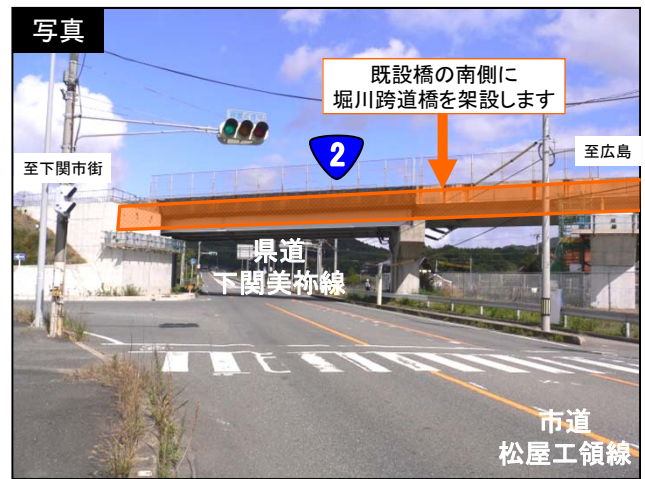 写真
既設橋の南側に
堀川跨道橋を架設します
2
至下関市街
至広島
県道
下関美祢線
市道
松屋工領線